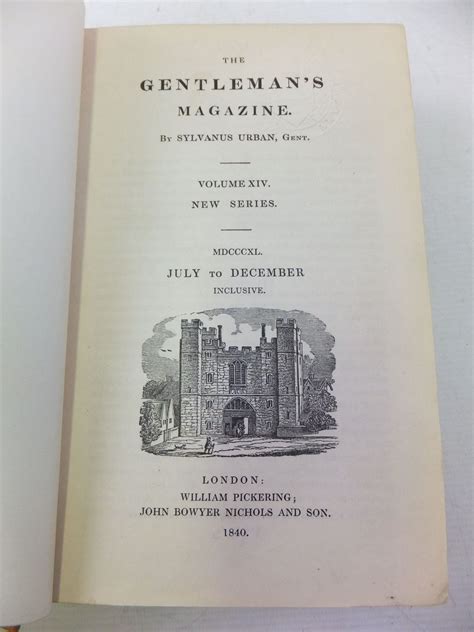 THE
GENTLEMAN'S
MAGAZINE.
By SYLVANUS URBAN, Gent.
VOLUME XIV.
NEW SERIES.
MDCCCXL.
JULY to DECEMBER
INCLUSIVE.
LONDON:
WILLIAM PICKERING;
JOHN BOWYER NICHOLS AND SON.
1840.